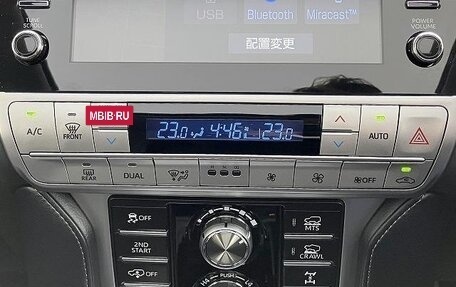 TUNE
SCROLL
USB
Bluetooth
Miracast™
POWER
VOLUME
配置変更
MBIB.RU
A/C
FRONT
23.0
4:46
23.0
AUTO
REAR
DUAL
OFF
OFF
2ND
START
MTS
CRAWL
H4
PUSH